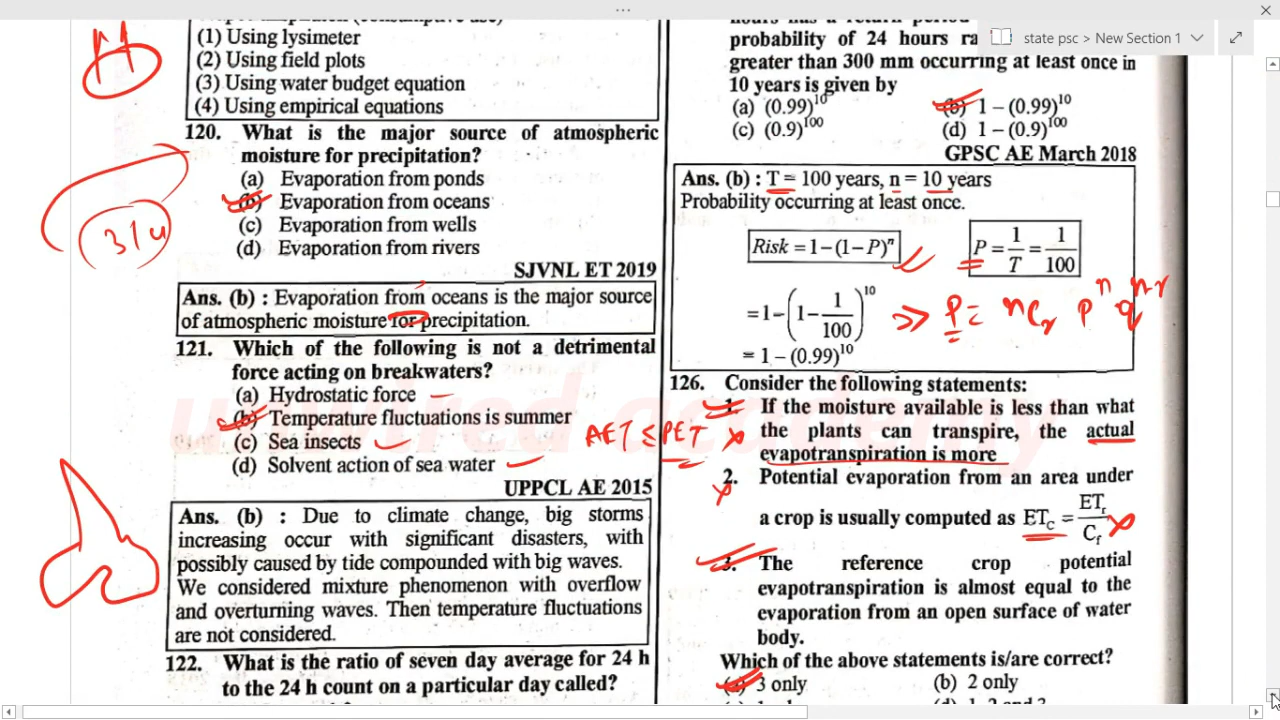 (1) Using lysimeter
(2) Using field plots
(3) Using water budget equation
(4) Using empirical equations
120. What is the major source of atmospheric
moisture for precipitation?
(a) Evaporation from ponds
(b) Evaporation from oceans
(c) Evaporation from wells
(d) Evaporation from rivers
SJVNL ET 2019
Ans. (b) : Evaporation from oceans is the major source
of atmospheric moisture for precipitation.
121. Which of the following is not a detrimental
force acting on breakwaters?
(a) Hydrostatic force
(b) Temperature fluctuations is summer
(c) Sea insects
(d) Solvent action of sea water
UPPCL AE 2015
Ans. (b) : Due to climate change, big storms
increasing occur with significant disasters, with
possibly caused by tide compounded with big waves.
We considered mixture phenomenon with overflow
and overturning waves. Then temperature fluctuations
are not considered.
122. What is the ratio of seven day average for 24 h
to the 24 h count on a particular day called?
3/4
AET ≤ PET
state psc > New Section 1
probability of 24 hours ra
greater than 300 mm occurring at least once in
10 years is given by
(a) (0.99)^10
(b) 1 – (0.99)^10
(c) (0.9)^100
(d) 1 – (0.9)^100
GPSC AE March 2018
Ans. (b) : T = 100 years, n = 10 years
Probability occurring at least once.
Risk = 1–(1–P)^n
P = 1/T = 1/100
=1–(1–1/100)^10
⇒ P = nCr p^n q^n-r
= 1 – (0.99)^10
126. Consider the following statements:
1. If the moisture available is less than what
the plants can transpire, the actual
evapotranspiration is more
2. Potential evaporation from an area under
a crop is usually computed as ET_C = ET_r/C_f
3. The reference crop potential
evapotranspiration is almost equal to the
evaporation from an open surface of water
body.
Which of the above statements is/are correct?
(a) 3 only
(b) 2 only